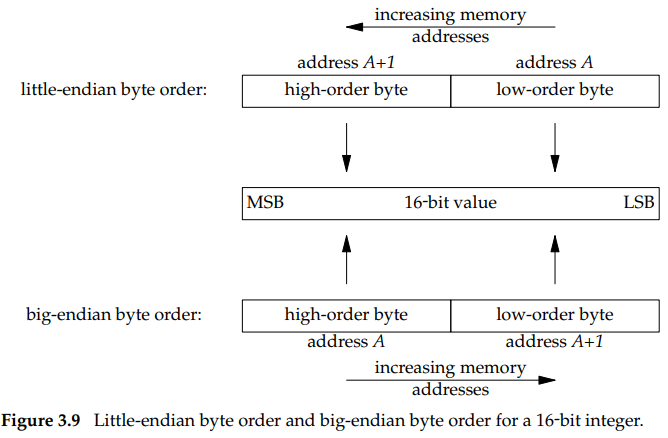 increasing memory
addresses
address A+1 address A
little-endian byte order: high-order byte low-order byte
MSB 16-bit value LSB
big-endian byte order: high-order byte low-order byte
address A address A+1
increasing memory
addresses
Figure 3.9 Little-endian byte order and big-endian byte order for a 16-bit integer.